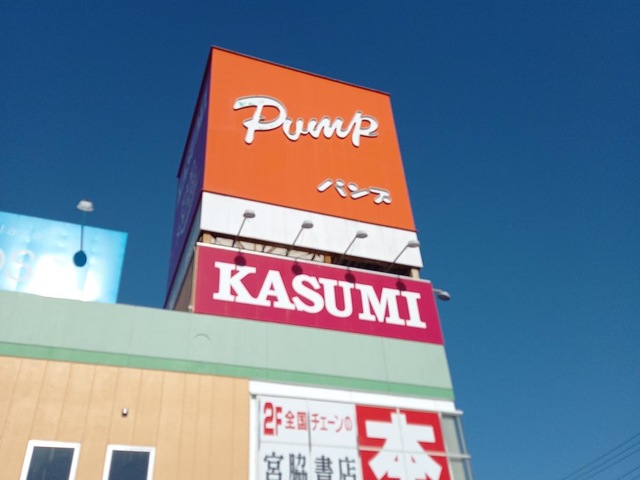 Pump
パンプ
KASUMI
2F 全国チェーンの
宮脇書店
本